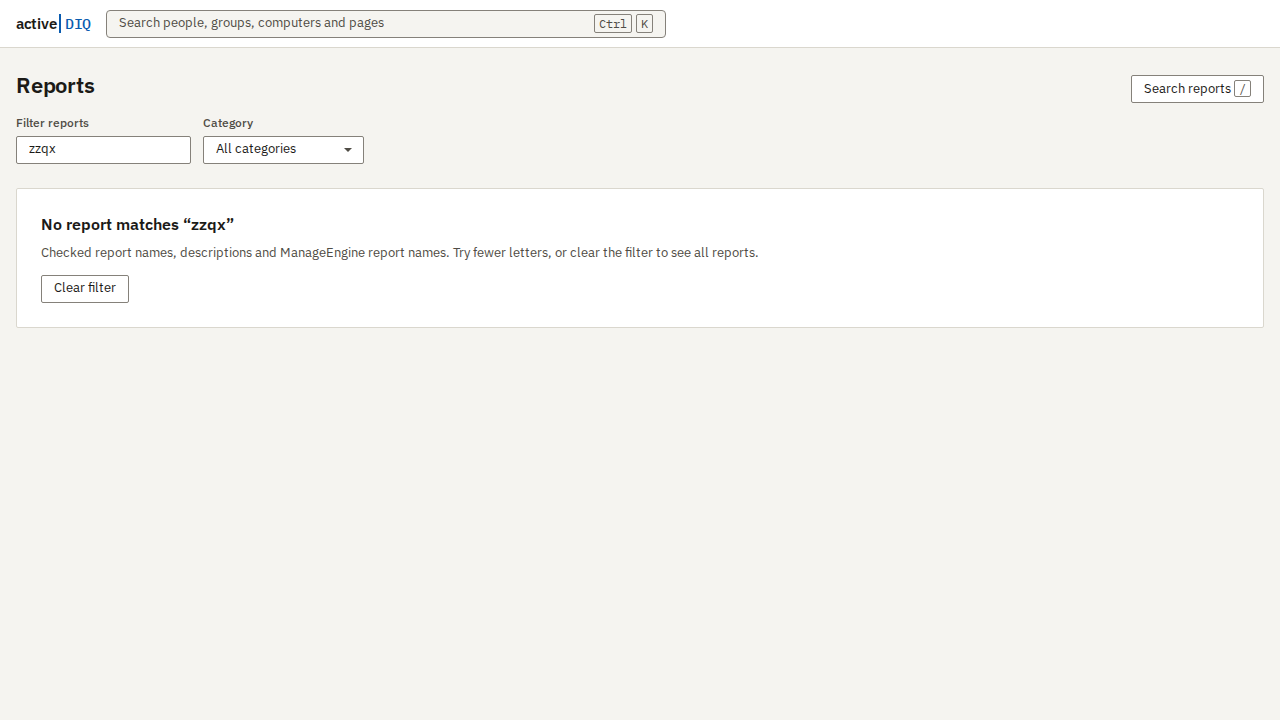 active DIQ
Search people, groups, computers and pages Ctrl K
Reports
Search reports /
Filter reports Category
zzqx All categories
No report matches “zzqx”
Checked report names, descriptions and ManageEngine report names. Try fewer letters, or clear the filter to see all reports.
Clear filter